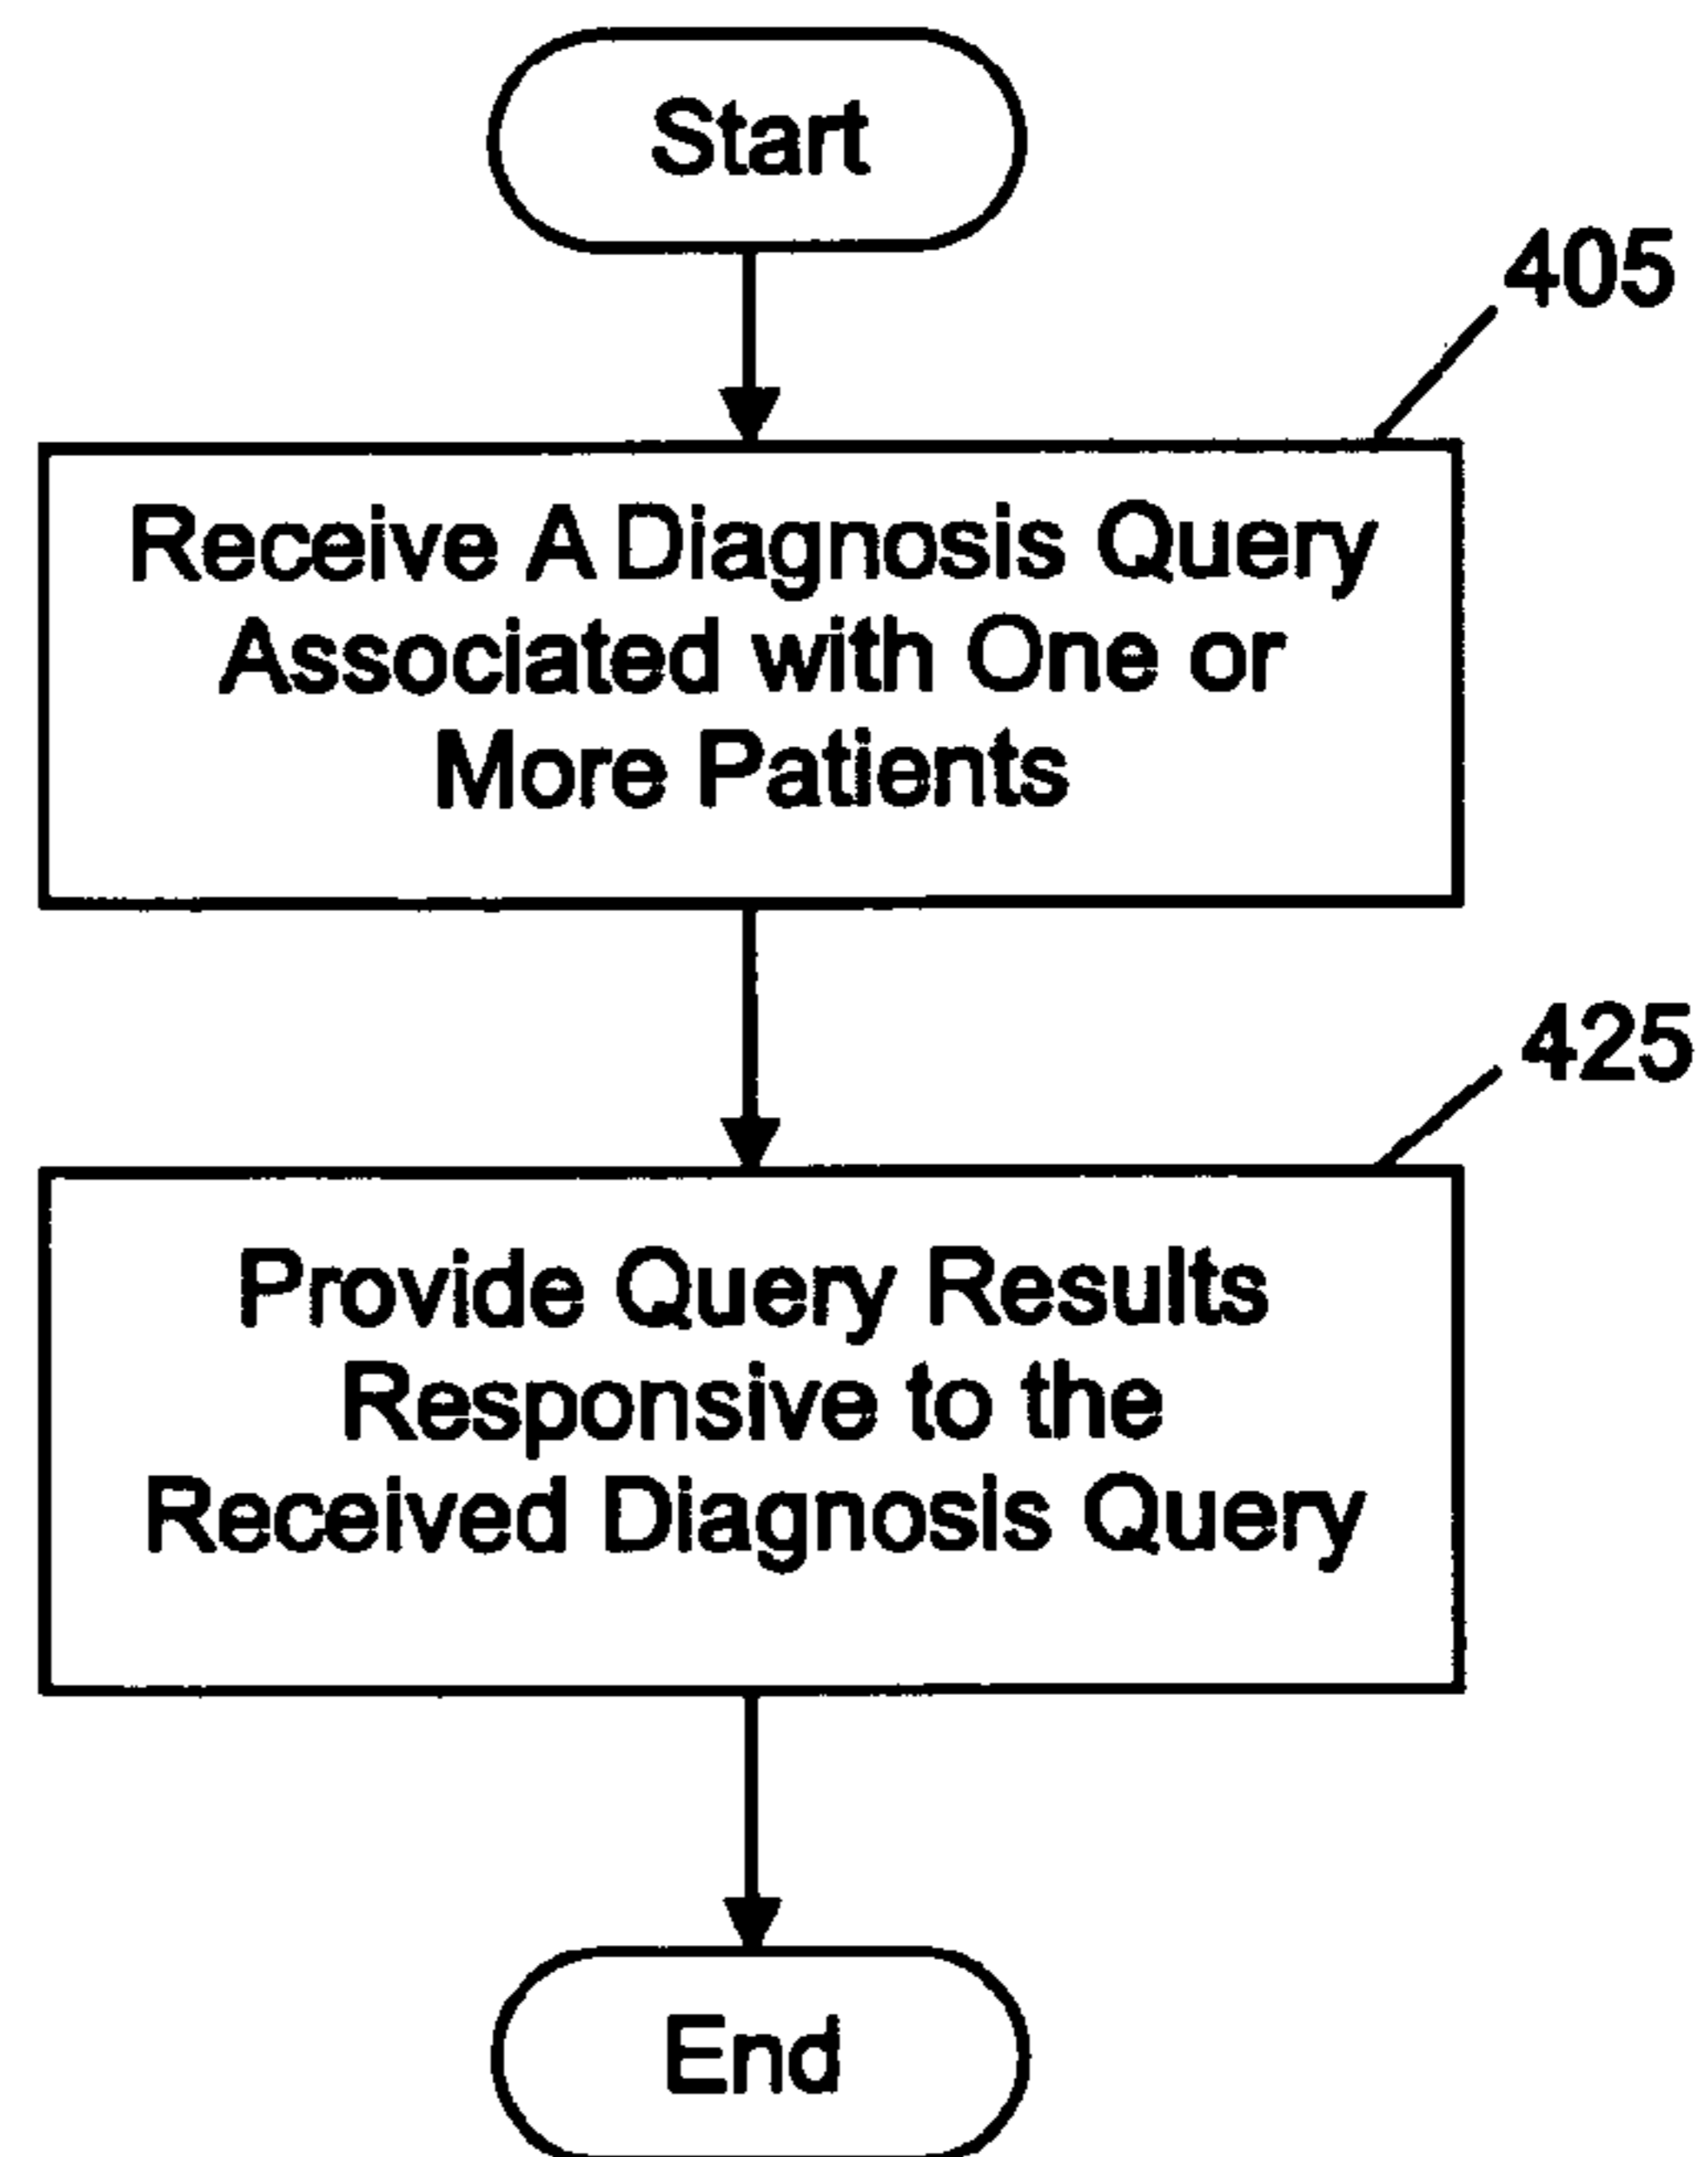 Start
405
Receive A Diagnosis Query
Associated with One or
More Patients
425
Provide Query Results
Responsive to the
Received Diagnosis Query
End